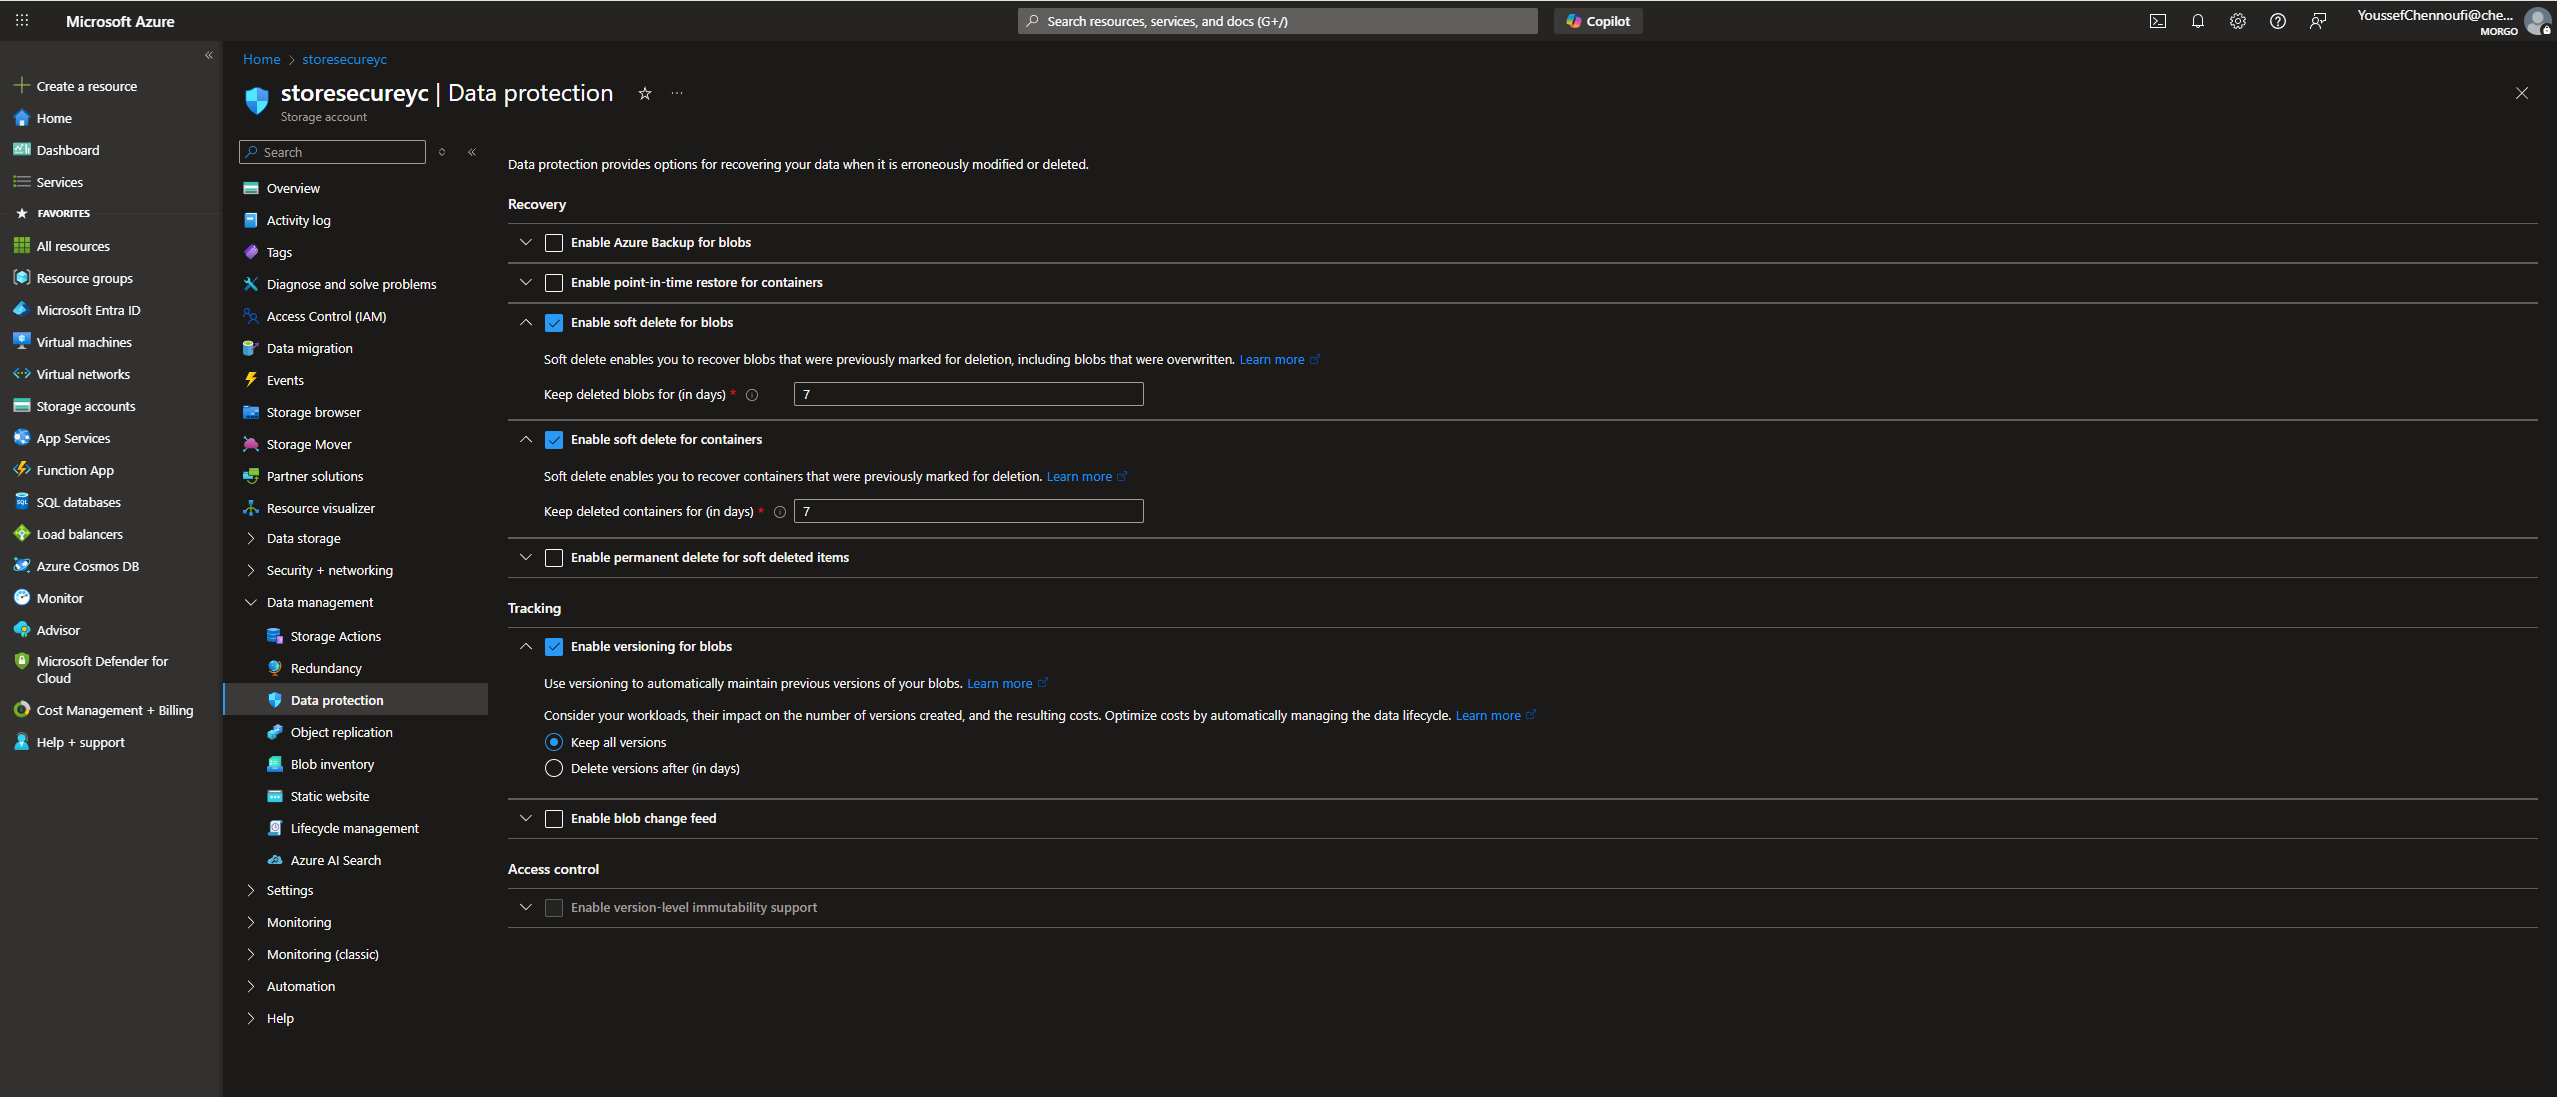 Microsoft Azure
Search resources, services, and docs (G+/)
Copilot
YoussefChennoufi@che...
MORGO
Create a resource
Home
Dashboard
Services
FAVORITES
All resources
Resource groups
Microsoft Entra ID
Virtual machines
Virtual networks
Storage accounts
App Services
Function App
SQL databases
Load balancers
Azure Cosmos DB
Monitor
Advisor
Microsoft Defender for
Cloud
Cost Management + Billing
Help + support
Home > storesecureyc
storesecureyc | Data protection
Storage account
Search
Overview
Activity log
Tags
Diagnose and solve problems
Access Control (IAM)
Data migration
Events
Storage browser
Storage Mover
Partner solutions
Resource visualizer
Data storage
Security + networking
Data management
Storage Actions
Redundancy
Data protection
Object replication
Blob inventory
Static website
Lifecycle management
Azure AI Search
Settings
Monitoring
Monitoring (classic)
Automation
Help
Data protection provides options for recovering your data when it is erroneously modified or deleted.
Recovery
Enable Azure Backup for blobs
Enable point-in-time restore for containers
Enable soft delete for blobs
Soft delete enables you to recover blobs that were previously marked for deletion, including blobs that were overwritten. Learn more
Keep deleted blobs for (in days) * 7
Enable soft delete for containers
Soft delete enables you to recover containers that were previously marked for deletion. Learn more
Keep deleted containers for (in days) * 7
Enable permanent delete for soft deleted items
Tracking
Enable versioning for blobs
Use versioning to automatically maintain previous versions of your blobs. Learn more
Consider your workloads, their impact on the number of versions created, and the resulting costs. Optimize costs by automatically managing the data lifecycle. Learn more
Keep all versions
Delete versions after (in days)
Enable blob change feed
Access control
Enable version-level immutability support